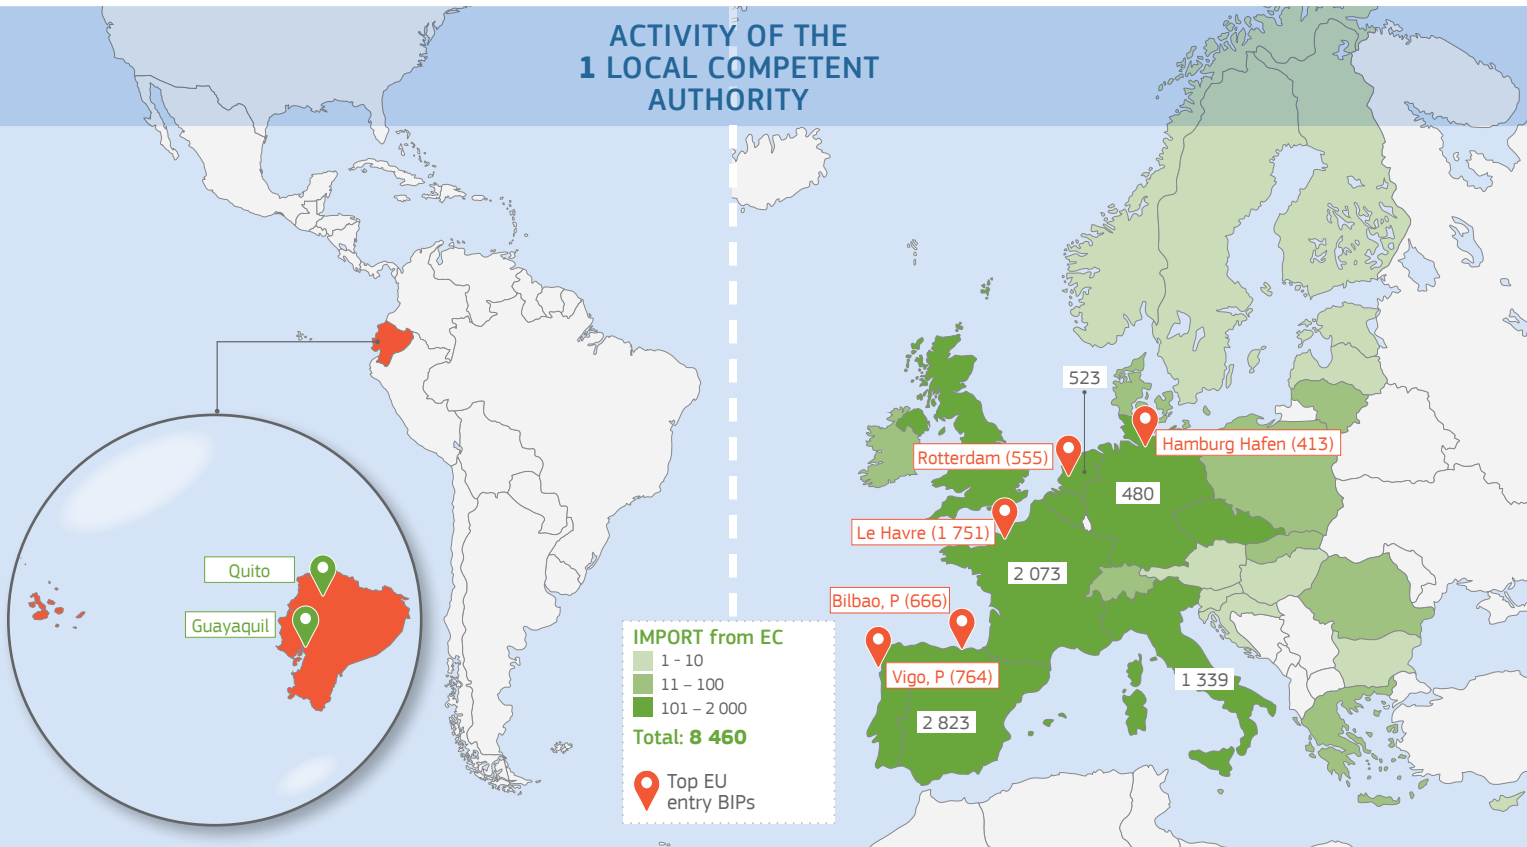 ACTIVITY OF THE
1 LOCAL COMPETENT
AUTHORITY
523
Hamburg Hafen (413)
Rotterdam (555)
480
Le Havre (1 751)
2 073
Quito
Bilbao, P (666)
Guayaquil
Vigo, P (764)
1 339
2 823
IMPORT from EC
1 - 10
11 – 100
101 – 2 000
Total: 8 460
Top EU
entry BIPs